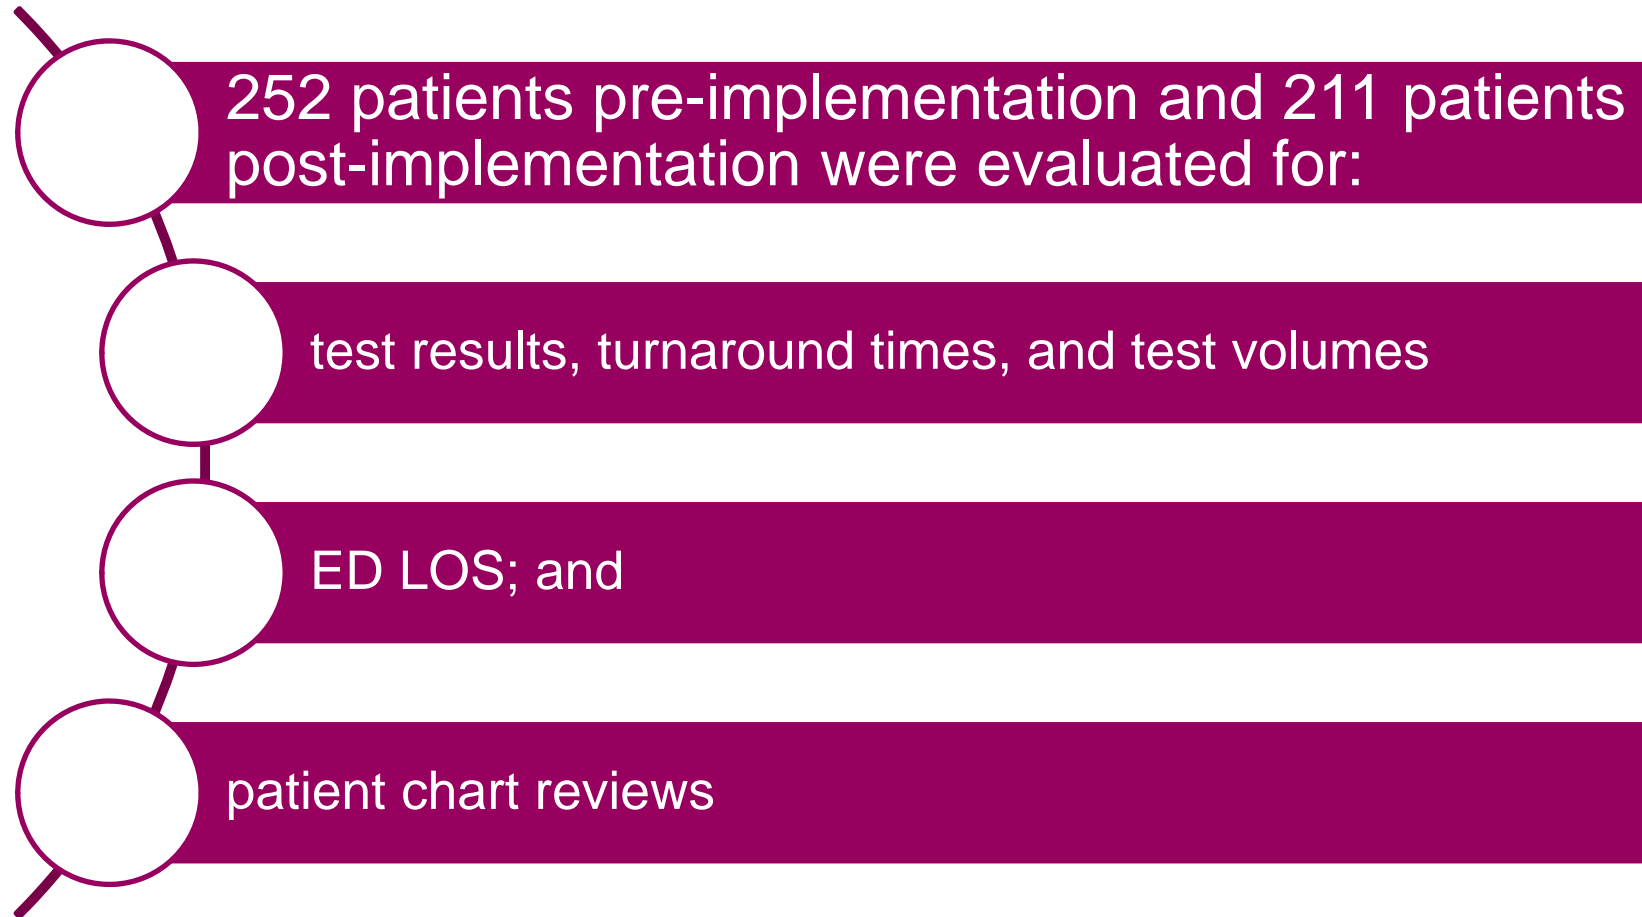 252 patients pre-implementation and 211 patients
post-implementation were evaluated for:
test results, turnaround times, and test volumes
ED LOS; and
patient chart reviews